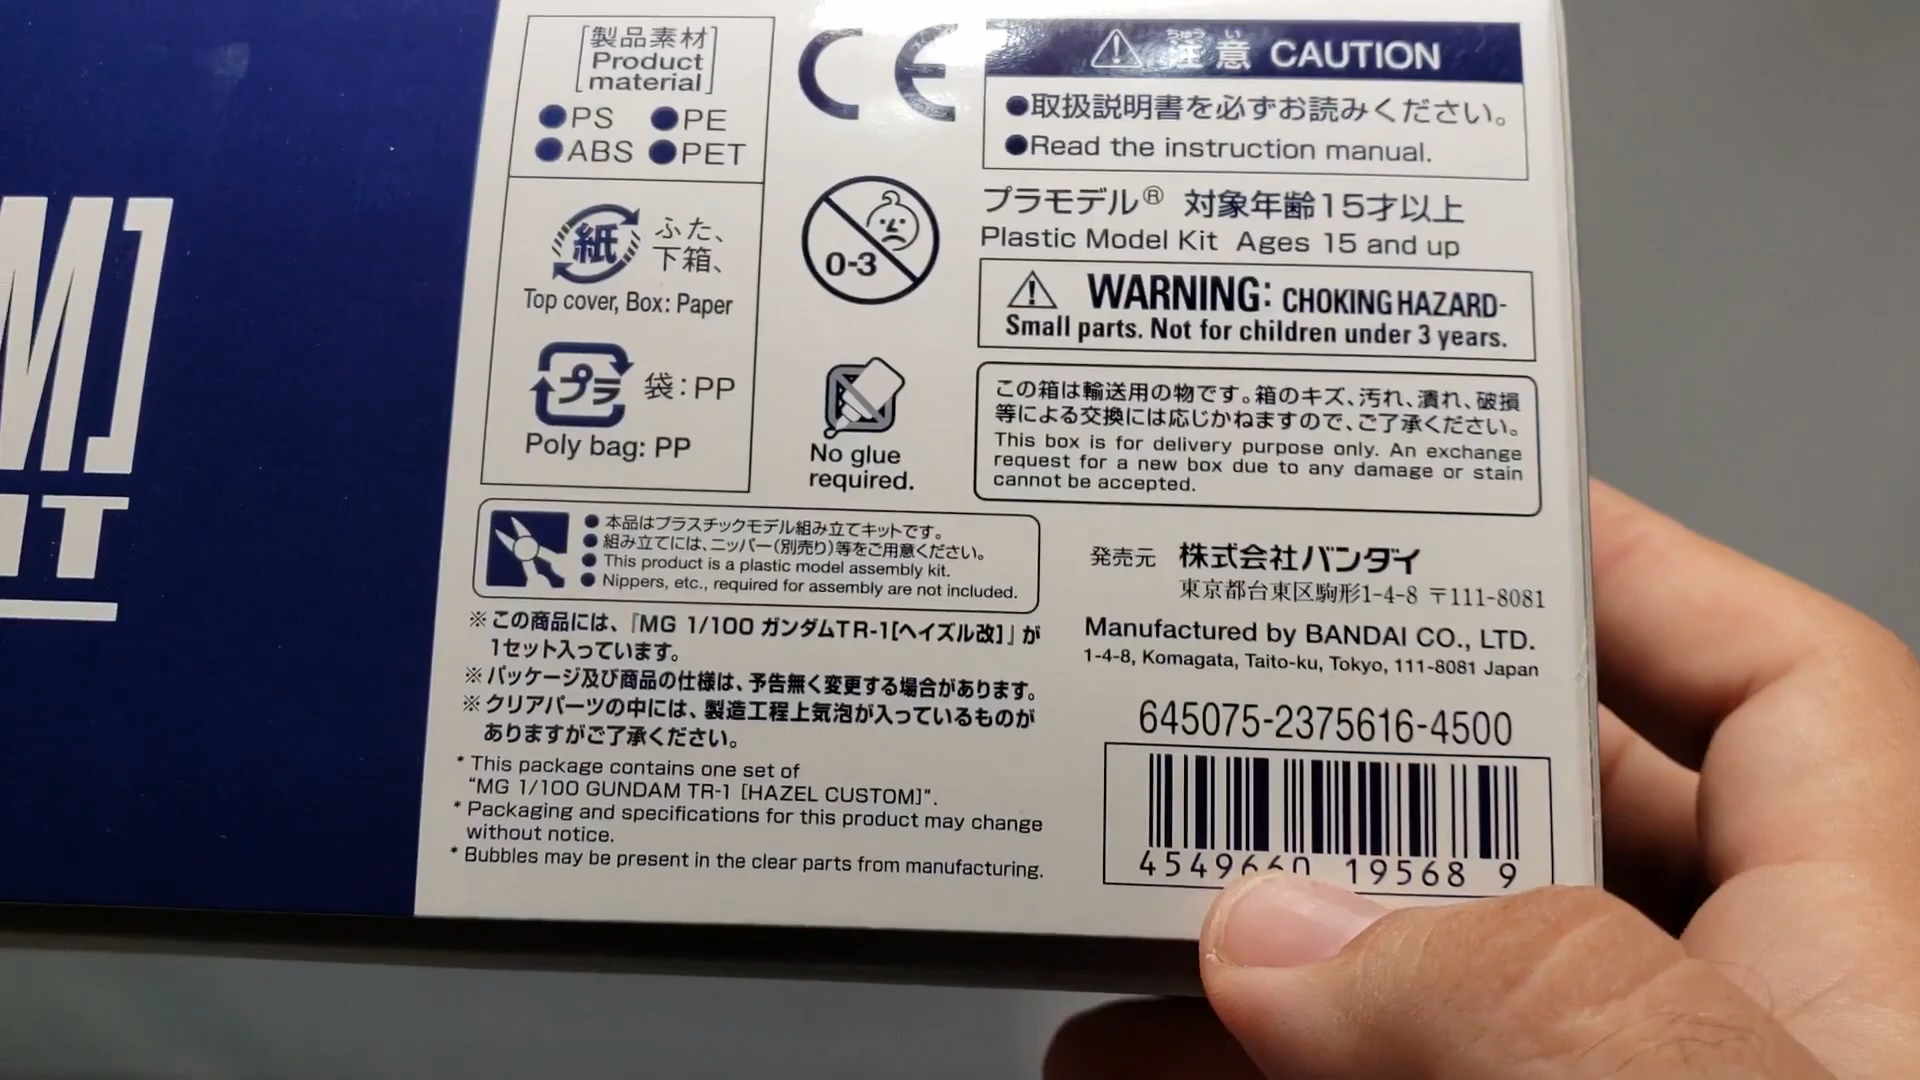 M]
IT
[製品素材]
Product
material
●PS ●PE
●ABS ●PET
紙
ふた、
下箱、
Top cover, Box: Paper
プラ
袋：PP
Poly bag: PP
CE
0-3
No glue
required.
ちゅう い
注意 CAUTION
●取扱説明書を必ずお読みください。
●Read the instruction manual.
プラモデル® 対象年齢15才以上
Plastic Model Kit Ages 15 and up
WARNING: CHOKING HAZARD-
Small parts. Not for children under 3 years.
この箱は輸送用の物です。箱のキズ、汚れ、潰れ、破損
等による交換には応じかねますので、ご了承ください。
This box is for delivery purpose only. An exchange
request for a new box due to any damage or stain
cannot be accepted.
●本品はプラスチックモデル組み立てキットです。
●組み立てには、ニッパー（別売り）等をご用意ください。
●This product is a plastic model assembly kit.
●Nippers, etc., required for assembly are not included.
※この商品には、『MG 1/100 ガンダムTR-1[ヘイズル改]』が
1セット入っています。
※パッケージ及び商品の仕様は、予告無く変更する場合があります。
※クリアパーツの中には、製造工程上気泡が入っているものが
ありますがご了承ください。
* This package contains one set of
"MG 1/100 GUNDAM TR-1 [HAZEL CUSTOM]".
* Packaging and specifications for this product may change
without notice.
* Bubbles may be present in the clear parts from manufacturing.
発売元 株式会社バンダイ
東京都台東区駒形1-4-8 〒111-8081
Manufactured by BANDAI CO., LTD.
1-4-8, Komagata, Taito-ku, Tokyo, 111-8081 Japan
645075-2375616-4500
4549660 19568 9